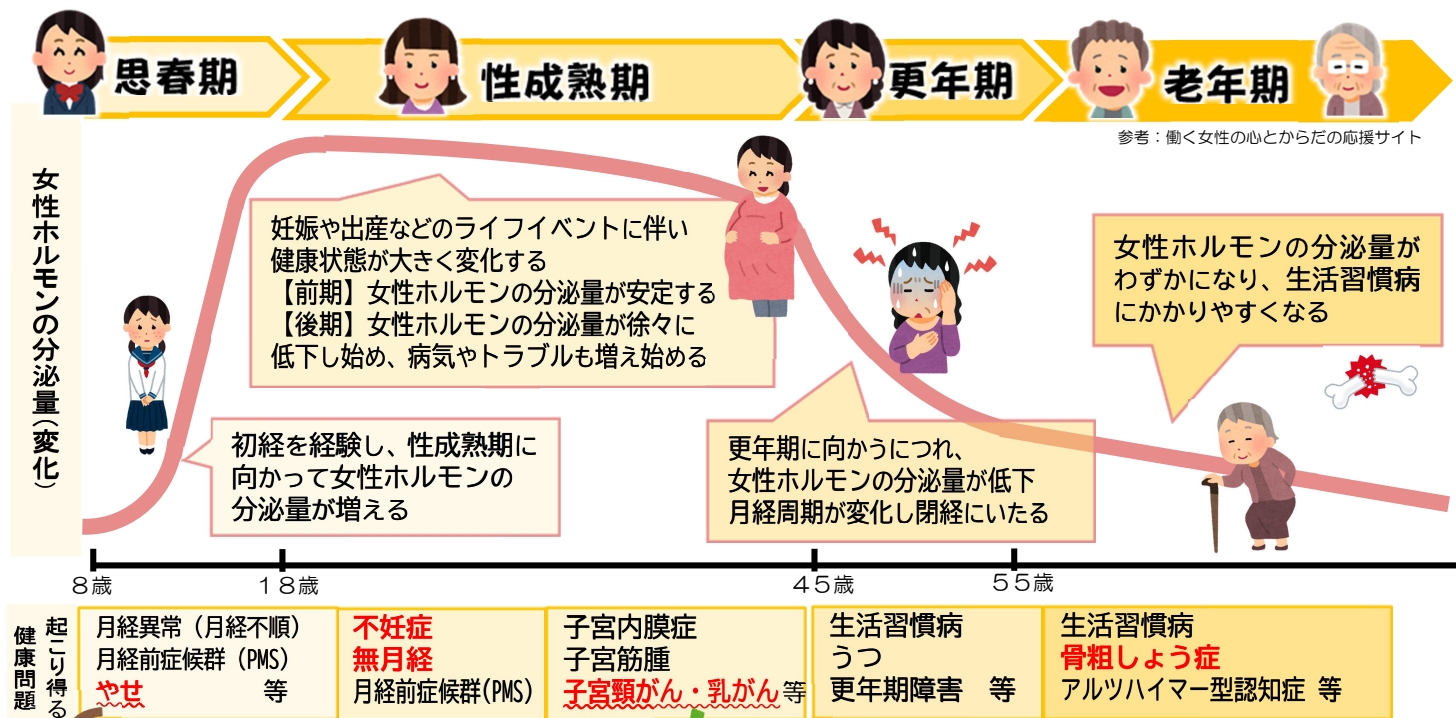 思春期
性成熟期
更年期
老年期
参考：働く女性の心とからだの応援サイト
女性ホルモンの分泌量（変化）
妊娠や出産などのライフイベントに伴い
健康状態が大きく変化する
【前期】女性ホルモンの分泌量が安定する
【後期】女性ホルモンの分泌量が徐々に
低下し始め、病気やトラブルも増え始める
女性ホルモンの分泌量が
わずかになり、生活習慣病
にかかりやすくなる
初経を経験し、性成熟期に
向かって女性ホルモンの
分泌量が増える
更年期に向かうにつれ、
女性ホルモンの分泌量が低下
月経周期が変化し閉経にいたる
8歳
18歳
45歳
55歳
起こり得る
健康問題
月経異常（月経不順）
月経前症候群（PMS）
やせ 等
不妊症
無月経
月経前症候群(PMS)
子宮内膜症
子宮筋腫
子宮頸がん・乳がん等
生活習慣病
うつ
更年期障害 等
生活習慣病
骨粗しょう症
アルツハイマー型認知症 等